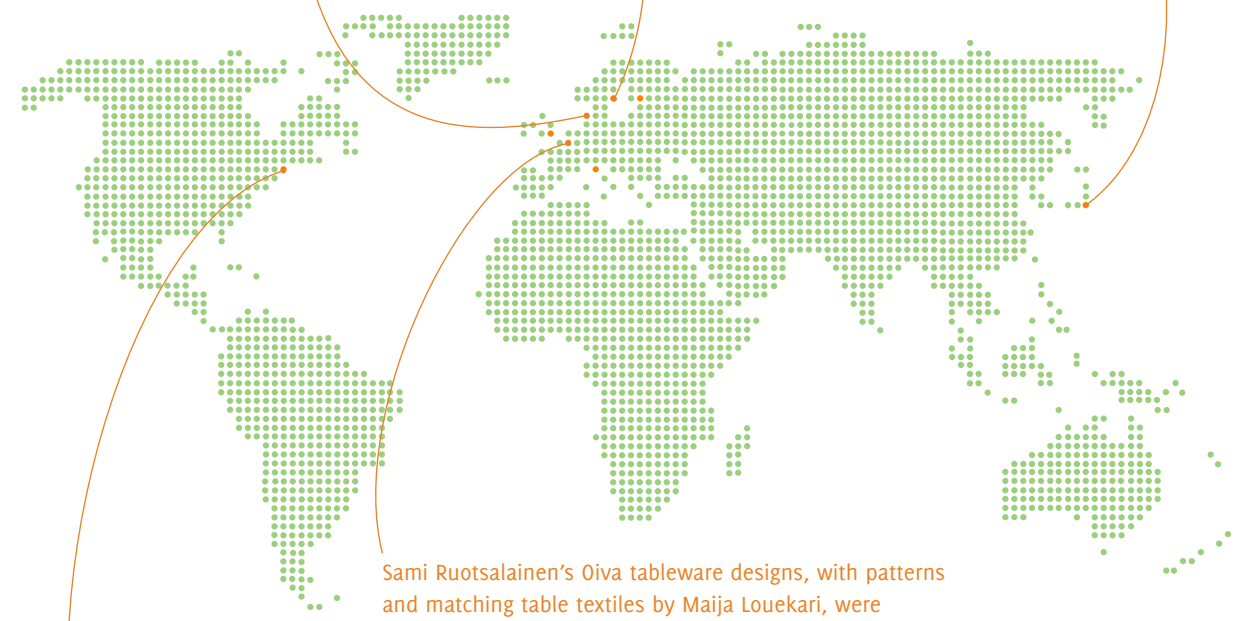 Sami Ruotsalainen’s Oiva tableware designs, with patterns
and matching table textiles by Maija Louekari, were